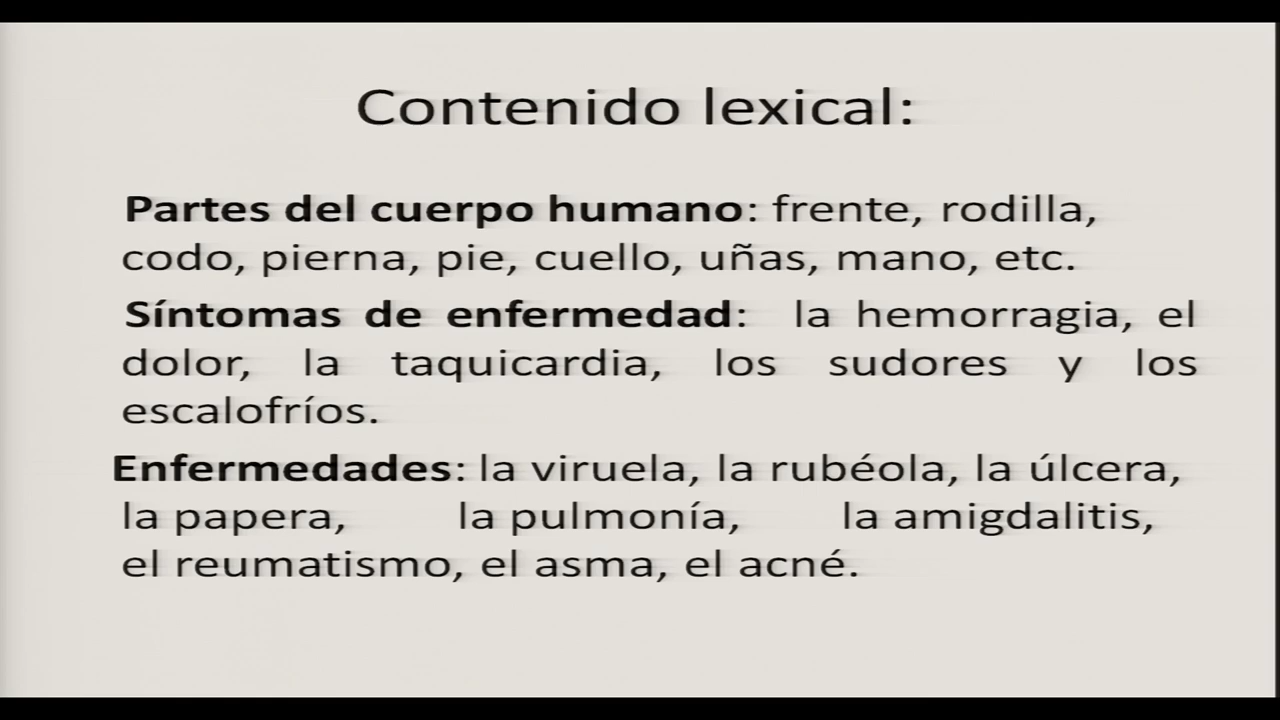 Contenido lexical:
Partes del cuerpo humano: frente, rodilla,
codo, pierna, pie, cuello, uñas, mano, etc.
Síntomas de enfermedad: la hemorragia, el
dolor, la taquicardia, los sudores y los
escalofríos.
Enfermedades: la viruela, la rubéola, la úlcera,
la papera, la pulmonía, la amigdalitis,
el reumatismo, el asma, el acné.